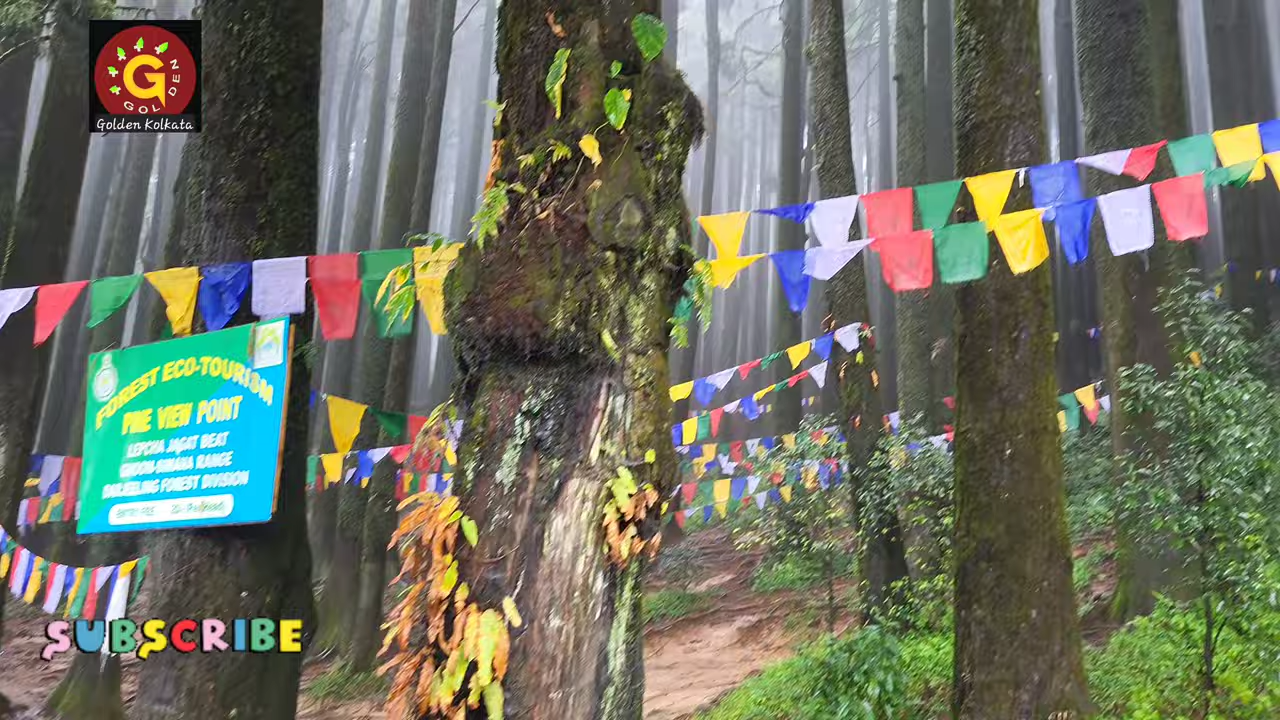 GOLDEN
Golden Kolkata
FOREST ECO-TOURISM
PINE VIEW POINT
LEPCHA JAGAT BEAT
GHOOM-SIMANA RANGE
DARJEELING FOREST DIVISION
SUBSCRIBE